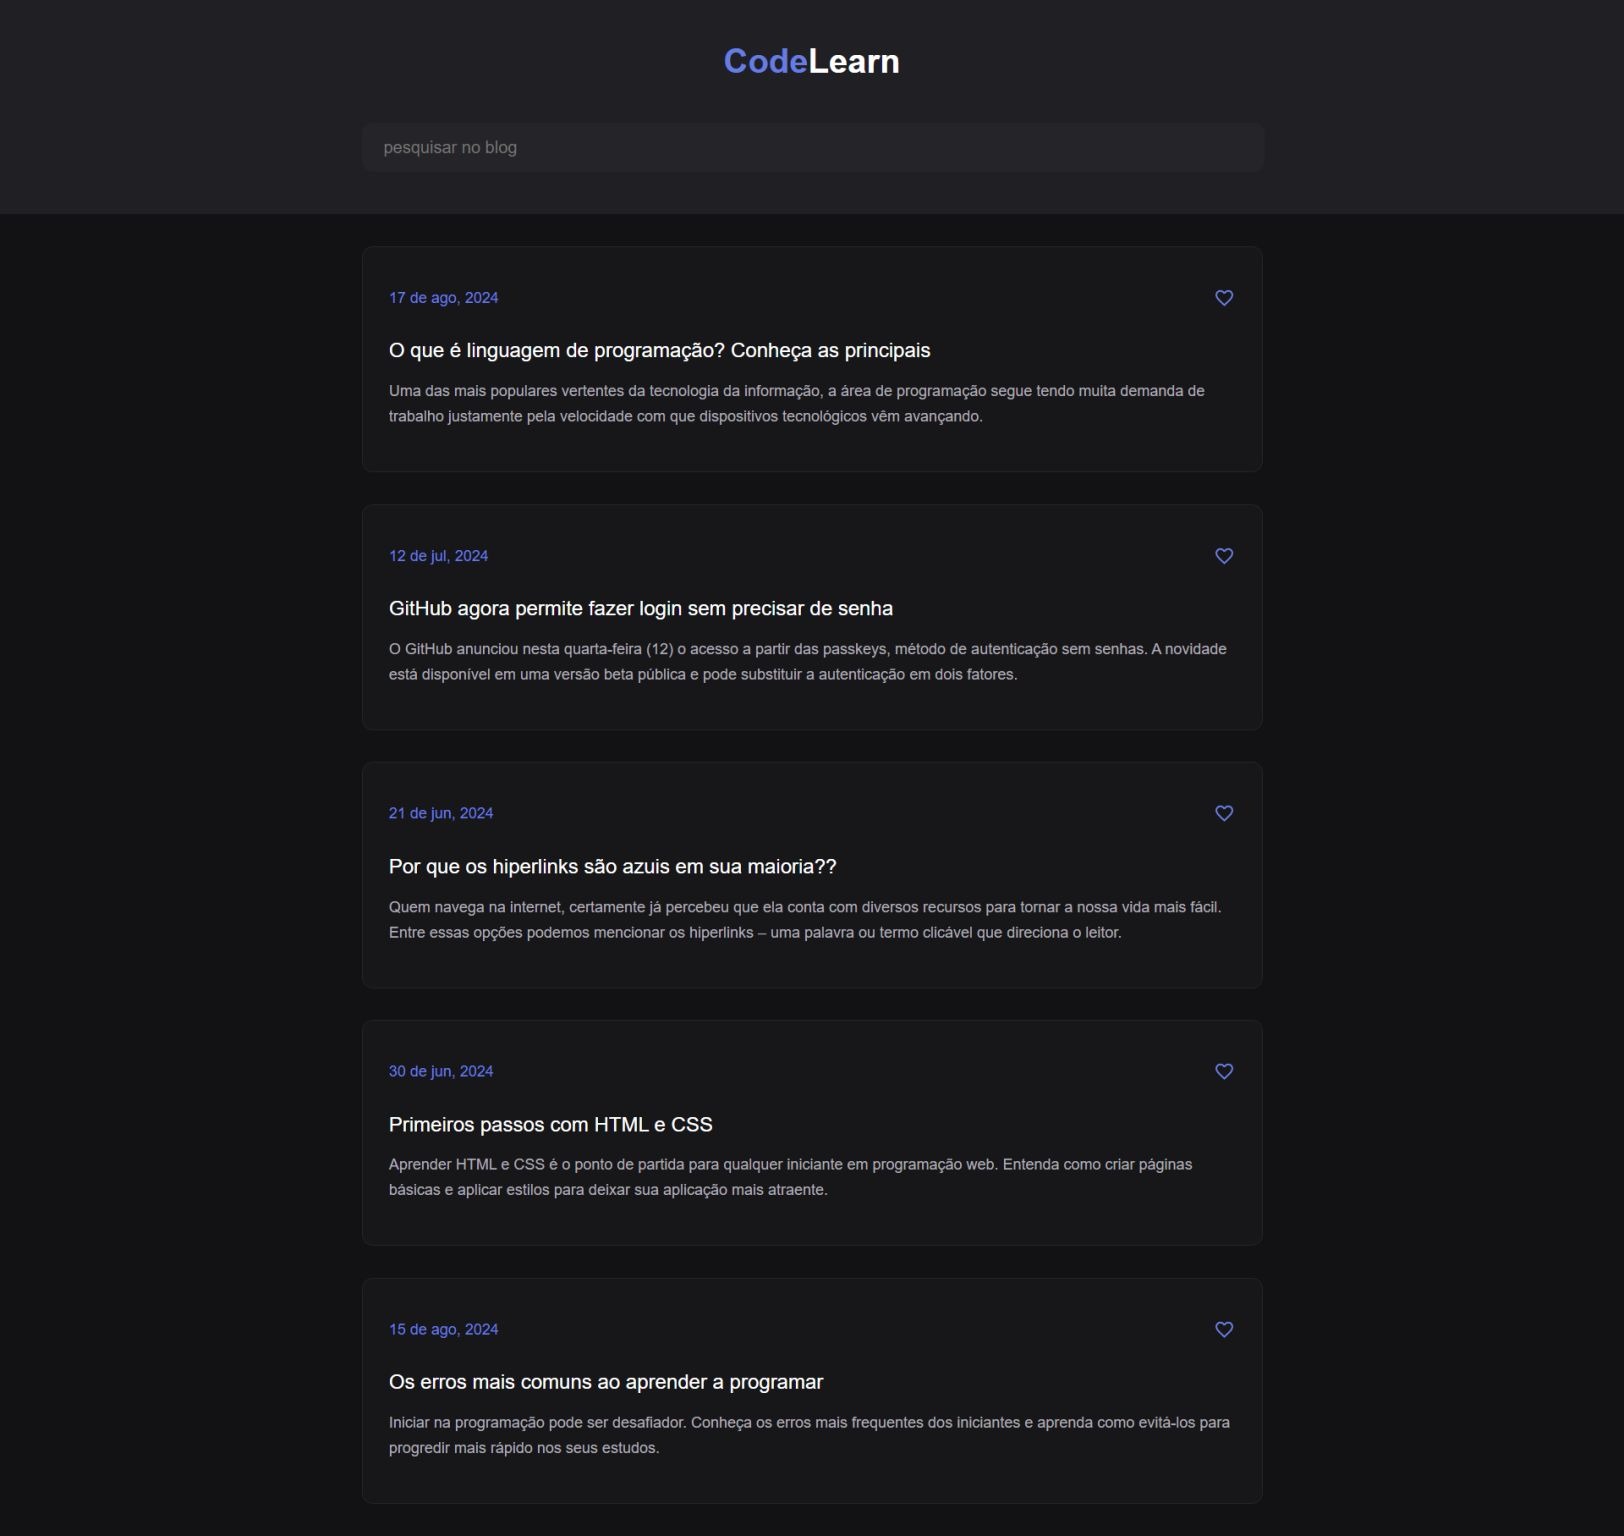 CodeLearn
pesquisar no blog
17 de ago, 2024
O que é linguagem de programação? Conheça as principais
Uma das mais populares vertentes da tecnologia da informação, a área de programação segue tendo muita demanda de
trabalho justamente pela velocidade com que dispositivos tecnológicos vêm avançando.
12 de jul, 2024
GitHub agora permite fazer login sem precisar de senha
O GitHub anunciou nesta quarta-feira (12) o acesso a partir das passkeys, método de autenticação sem senhas. A novidade
está disponível em uma versão beta pública e pode substituir a autenticação em dois fatores.
21 de jun, 2024
Por que os hiperlinks são azuis em sua maioria??
Quem navega na internet, certamente já percebeu que ela conta com diversos recursos para tornar a nossa vida mais fácil.
Entre essas opções podemos mencionar os hiperlinks – uma palavra ou termo clicável que direciona o leitor.
30 de jun, 2024
Primeiros passos com HTML e CSS
Aprender HTML e CSS é o ponto de partida para qualquer iniciante em programação web. Entenda como criar páginas
básicas e aplicar estilos para deixar sua aplicação mais atraente.
15 de ago, 2024
Os erros mais comuns ao aprender a programar
Iniciar na programação pode ser desafiador. Conheça os erros mais frequentes dos iniciantes e aprenda como evitá-los para
progredir mais rápido nos seus estudos.